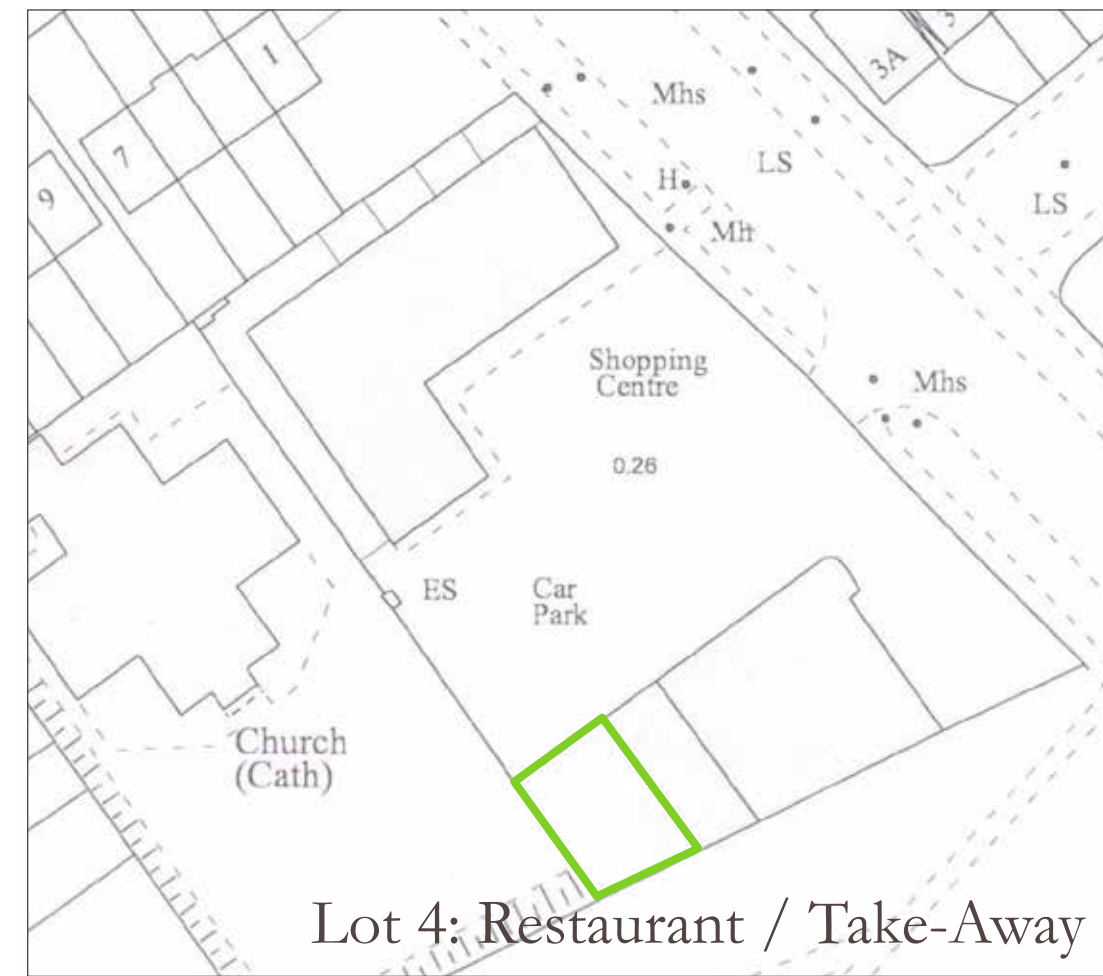 1
7
9
3A
3
Mhs
LS
H
LS
Mh
Shopping
Centre
Mhs
0.26
ES
Car
Park
Church
(Cath)
Lot 4: Restaurant / Take-Away